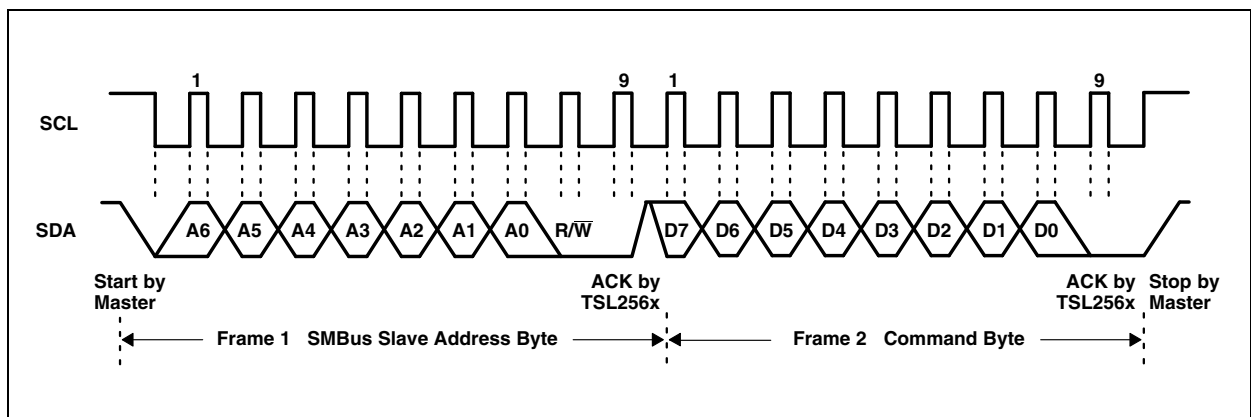 1 9 1 9
SCL
SDA A6 A5 A4 A3 A2 A1 A0 R/W̅ D7 D6 D5 D4 D3 D2 D1 D0
Start by Master
ACK by TSL256x
ACK by TSL256x
Stop by Master
Frame 1 SMBus Slave Address Byte
Frame 2 Command Byte